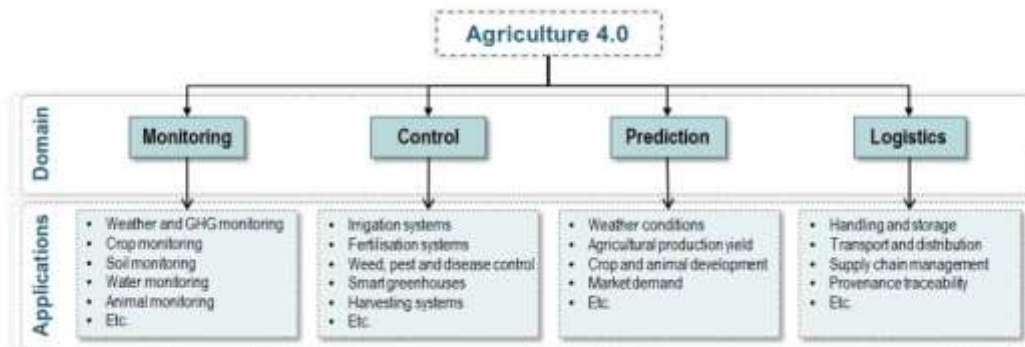 Agriculture 4.0
Domain
Monitoring
Control
Prediction
Logistics
Applications
• Weather and GHG monitoring
• Crop monitoring
• Soil monitoring
• Water monitoring
• Animal monitoring
• Etc.
• Irrigation systems
• Fertilisation systems
• Weed, pest and disease control
• Smart greenhouses
• Harvesting systems
• Etc.
• Weather conditions
• Agricultural production yield
• Crop and animal development
• Market demand
• Etc.
• Handling and storage
• Transport and distribution
• Supply chain management
• Provenance traceability
• Etc.